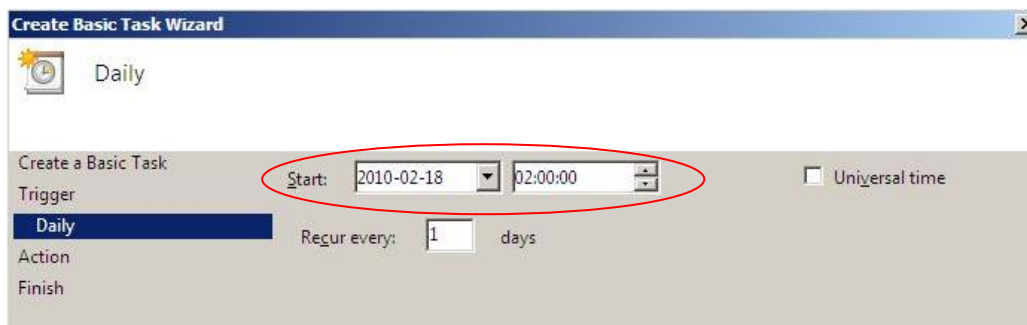 Create Basic Task Wizard
Daily
Create a Basic Task
Trigger
Daily
Action
Finish
Start: 2010-02-18 02:00:00
Universal time
Recur every: 1 days